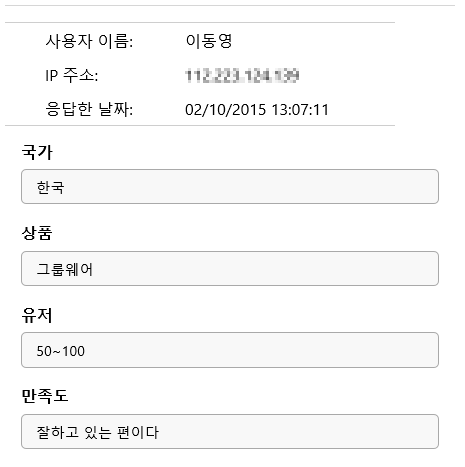 사용자 이름: 이동영
IP 주소:
응답한 날짜: 02/10/2015 13:07:11
국가
한국
상품
그룹웨어
유저
50~100
만족도
잘하고 있는 편이다